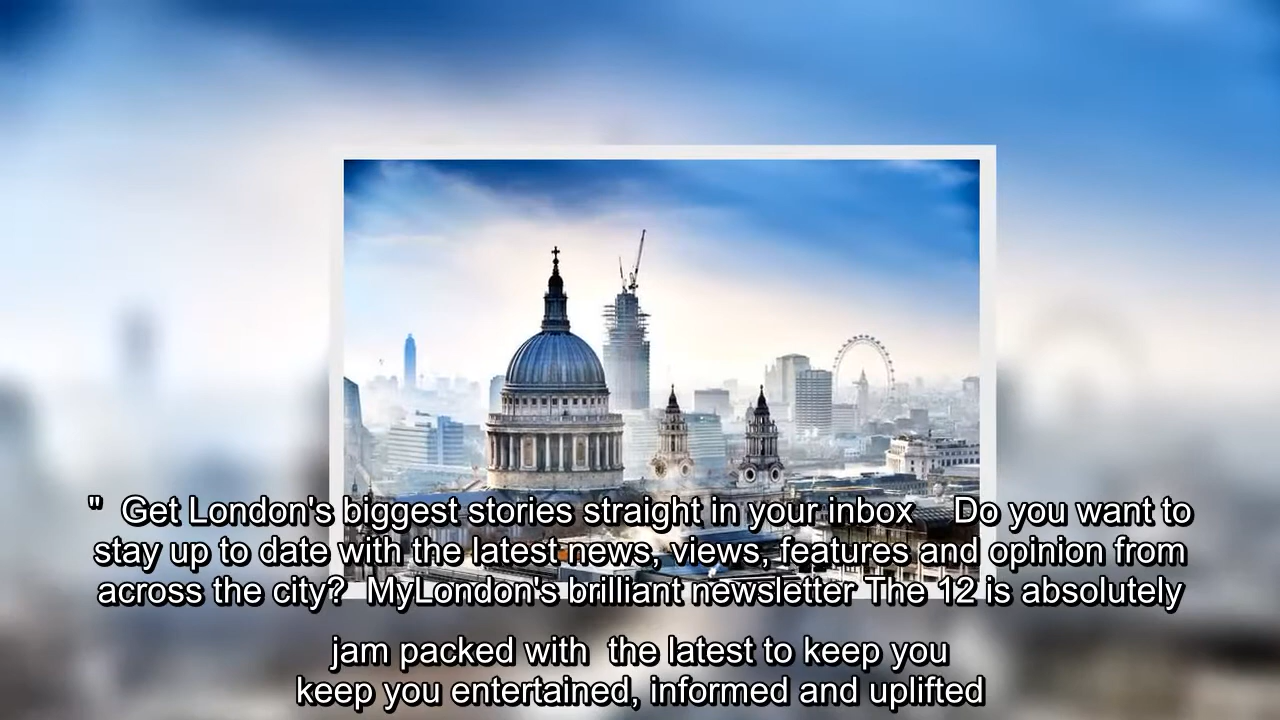 "  Get London's biggest stories straight in your inbox    Do you want to
stay up to date with the latest news, views, features and opinion from
across the city?  MyLondon's brilliant newsletter The 12 is absolutely
jam packed with  the latest to keep you
keep you entertained, informed and uplifted